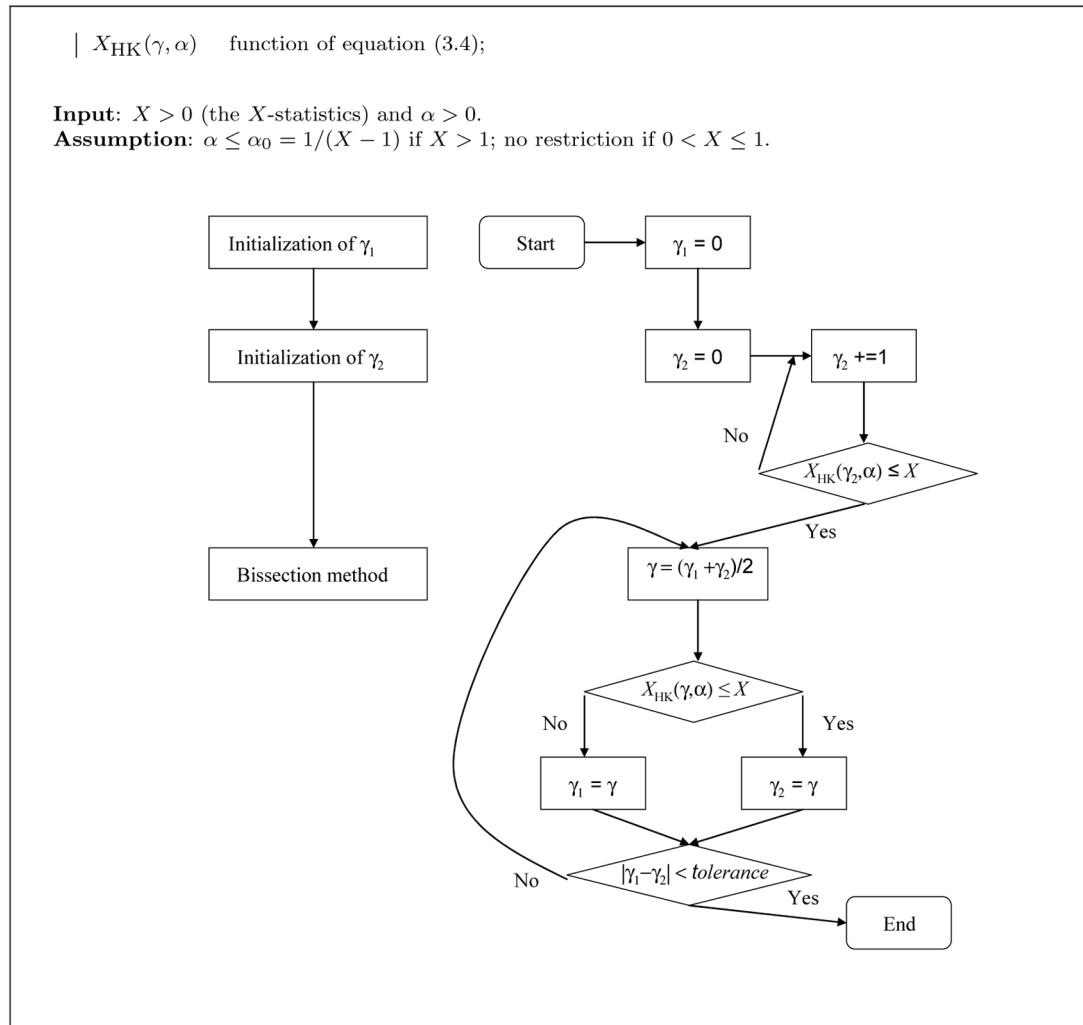 X_HK(γ, α) function of equation (3.4);
Input: X > 0 (the X-statistics) and α > 0.
Assumption: α ≤ α₀ = 1/(X − 1) if X > 1; no restriction if 0 < X ≤ 1.
Initialization of γ₁
Start
γ₁ = 0
Initialization of γ₂
γ₂ = 0
γ₂ +=1
No
X_HK(γ₂,α) ≤ X
Yes
Bissection method
γ = (γ₁ +γ₂)/2
X_HK(γ,α) ≤ X
No
Yes
γ₁ = γ
γ₂ = γ
|γ₁−γ₂| < tolerance
No
Yes
End